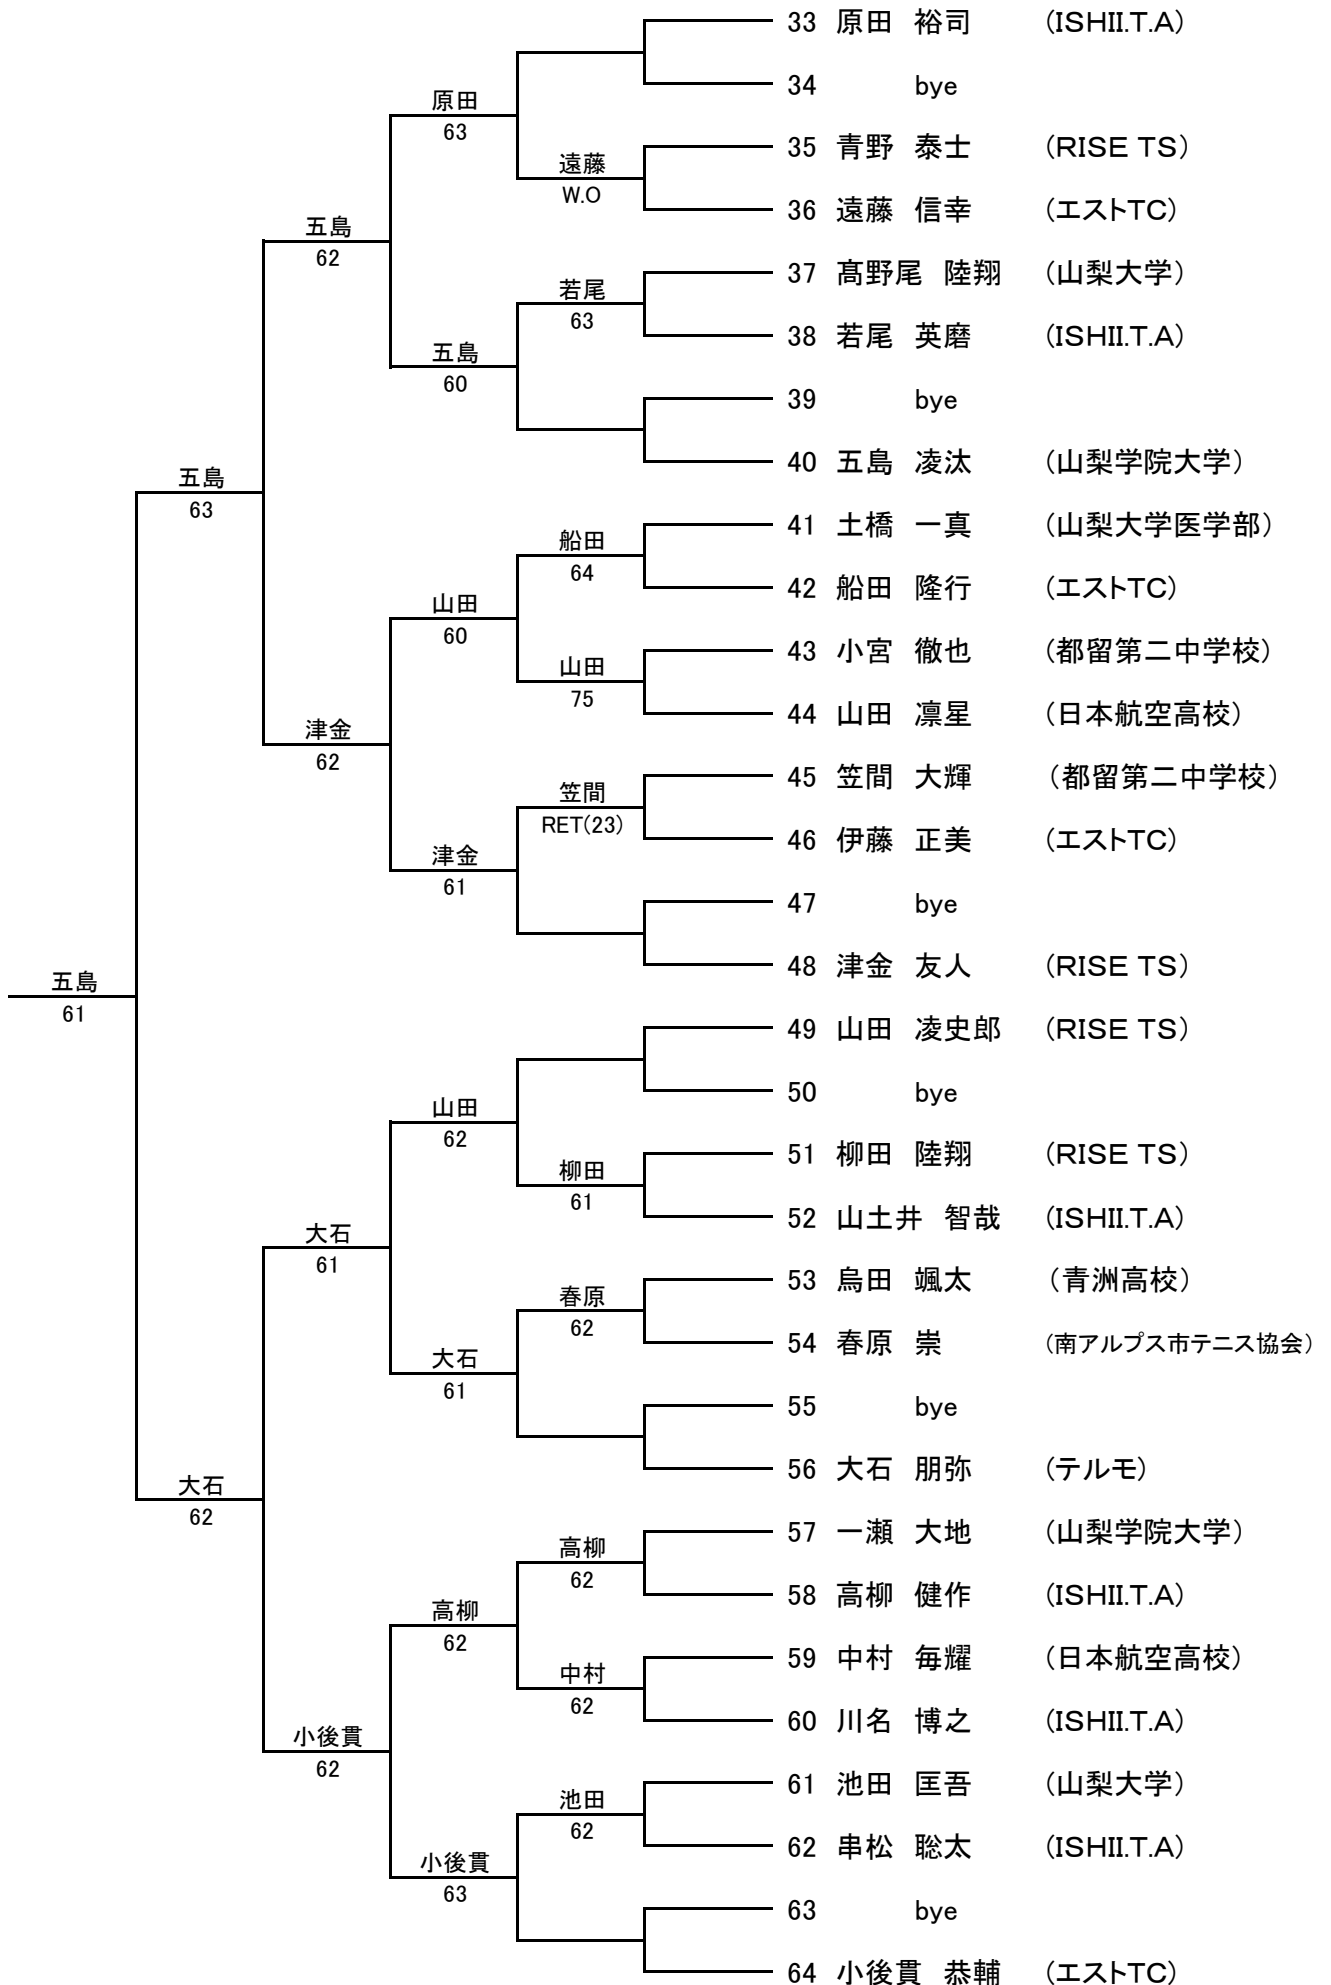 33 原田 裕司 (ISHII.T.A)
34 bye
原田
63
35 青野 泰士 (RISE TS)
遠藤
W.O
36 遠藤 信幸 (エストTC)
五島
62
37 髙野尾 陸翔 (山梨大学)
若尾
63
38 若尾 英磨 (ISHII.T.A)
五島
60
39 bye
40 五島 凌汰 (山梨学院大学)
五島
63
41 土橋 一真 (山梨大学医学部)
船田
64
42 船田 隆行 (エストTC)
山田
60
43 小宮 徹也 (都留第二中学校)
山田
75
44 山田 凛星 (日本航空高校)
津金
62
45 笠間 大輝 (都留第二中学校)
笠間
RET(23)
46 伊藤 正美 (エストTC)
津金
61
47 bye
48 津金 友人 (RISE TS)
五島
61
49 山田 凌史郎 (RISE TS)
50 bye
山田
62
51 柳田 陸翔 (RISE TS)
柳田
61
52 山土井 智哉 (ISHII.T.A)
大石
61
53 烏田 颯太 (青洲高校)
春原
62
54 春原 崇 (南アルプス市テニス協会)
大石
61
55 bye
56 大石 朋弥 (テルモ)
大石
62
57 一瀬 大地 (山梨学院大学)
高柳
62
58 高柳 健作 (ISHII.T.A)
高柳
62
59 中村 毎耀 (日本航空高校)
中村
62
60 川名 博之 (ISHII.T.A)
小後貫
62
61 池田 匡吾 (山梨大学)
池田
62
62 串松 聡太 (ISHII.T.A)
小後貫
63
63 bye
64 小後貫 恭輔 (エストTC)